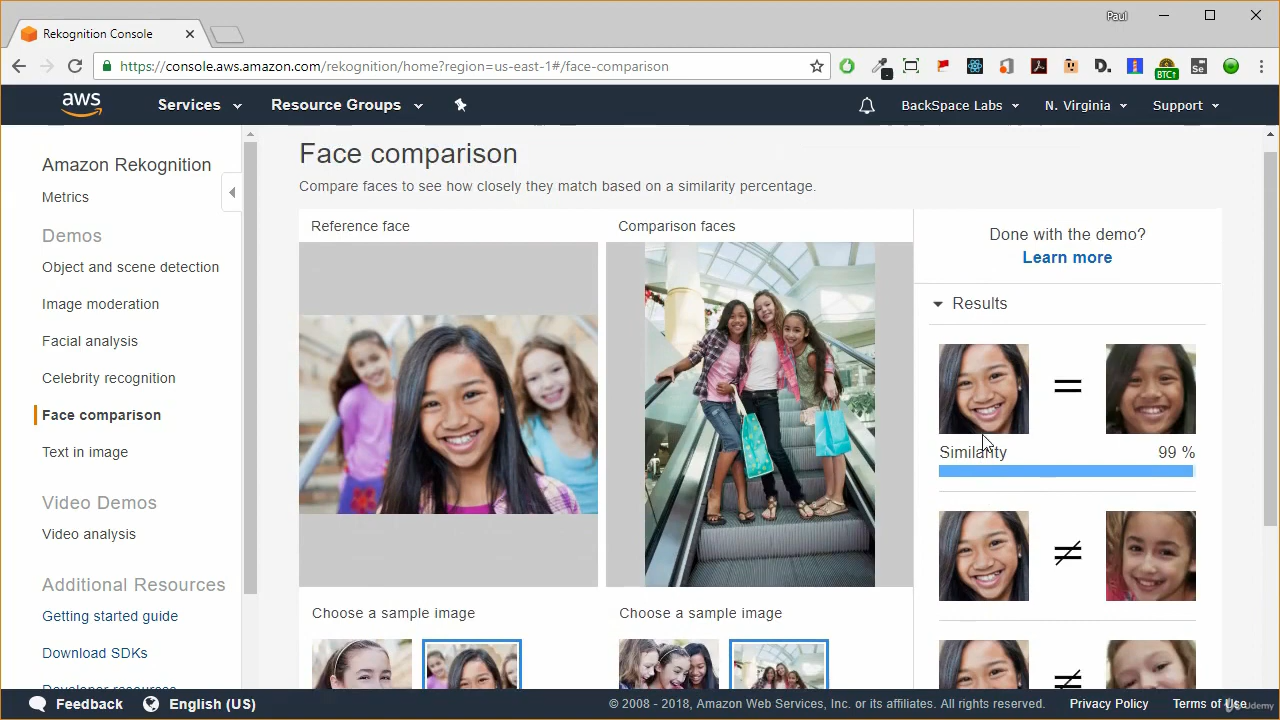 Paul
Rekognition Console
https://console.aws.amazon.com/rekognition/home?region=us-east-1#/face-comparison
D.
BTC↑
Se
aws
Services
Resource Groups
BackSpace Labs
N. Virginia
Support
Amazon Rekognition
Metrics
Demos
Object and scene detection
Image moderation
Facial analysis
Celebrity recognition
Face comparison
Text in image
Video Demos
Video analysis
Additional Resources
Getting started guide
Download SDKs
Developer resources
Face comparison
Compare faces to see how closely they match based on a similarity percentage.
Reference face
Comparison faces
Choose a sample image
Choose a sample image
Done with the demo?
Learn more
Results
=
Similarity 99 %
≠
≠
Feedback
English (US)
© 2008 - 2018, Amazon Web Services, Inc. or its affiliates. All rights reserved.
Privacy Policy
Terms of Use
Udemy